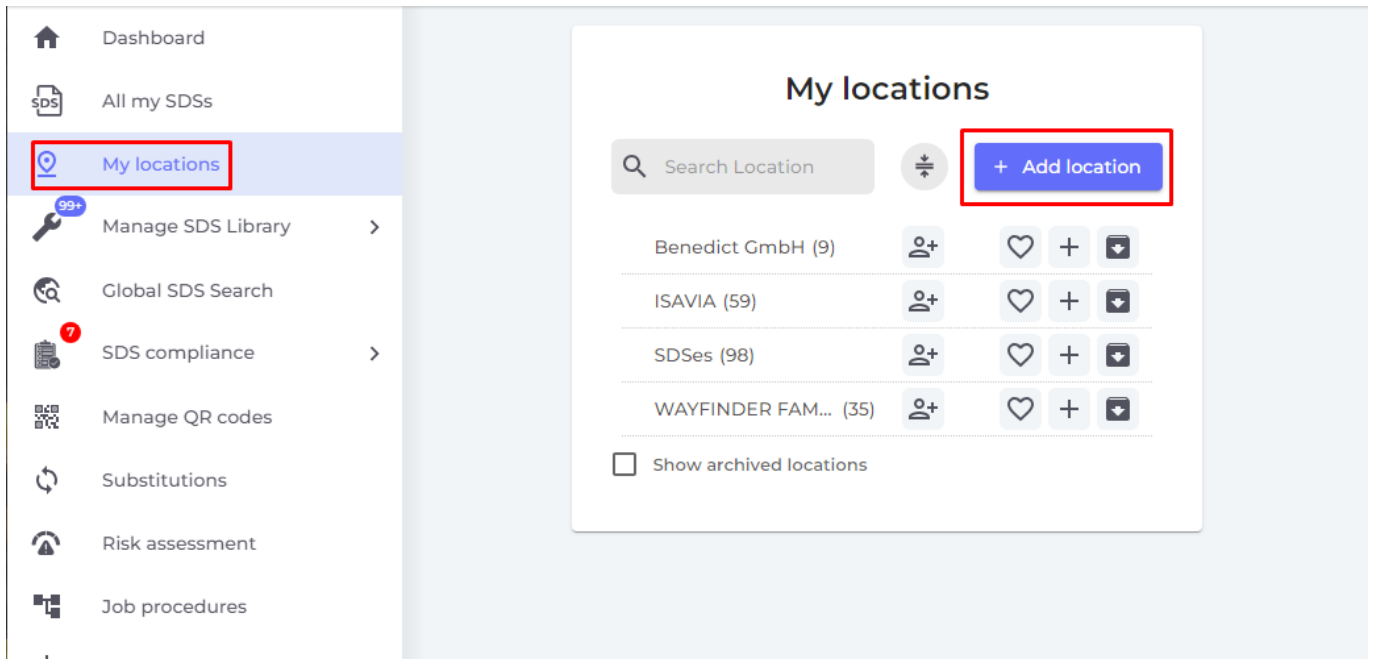 Dashboard
SDS
All my SDSs
My locations
99+
Manage SDS Library
Global SDS Search
7
SDS compliance
Manage QR codes
Substitutions
Risk assessment
Job procedures
My locations
Search Location
+ Add location
Benedict GmbH (9)
ISAVIA (59)
SDSes (98)
WAYFINDER FAM... (35)
Show archived locations